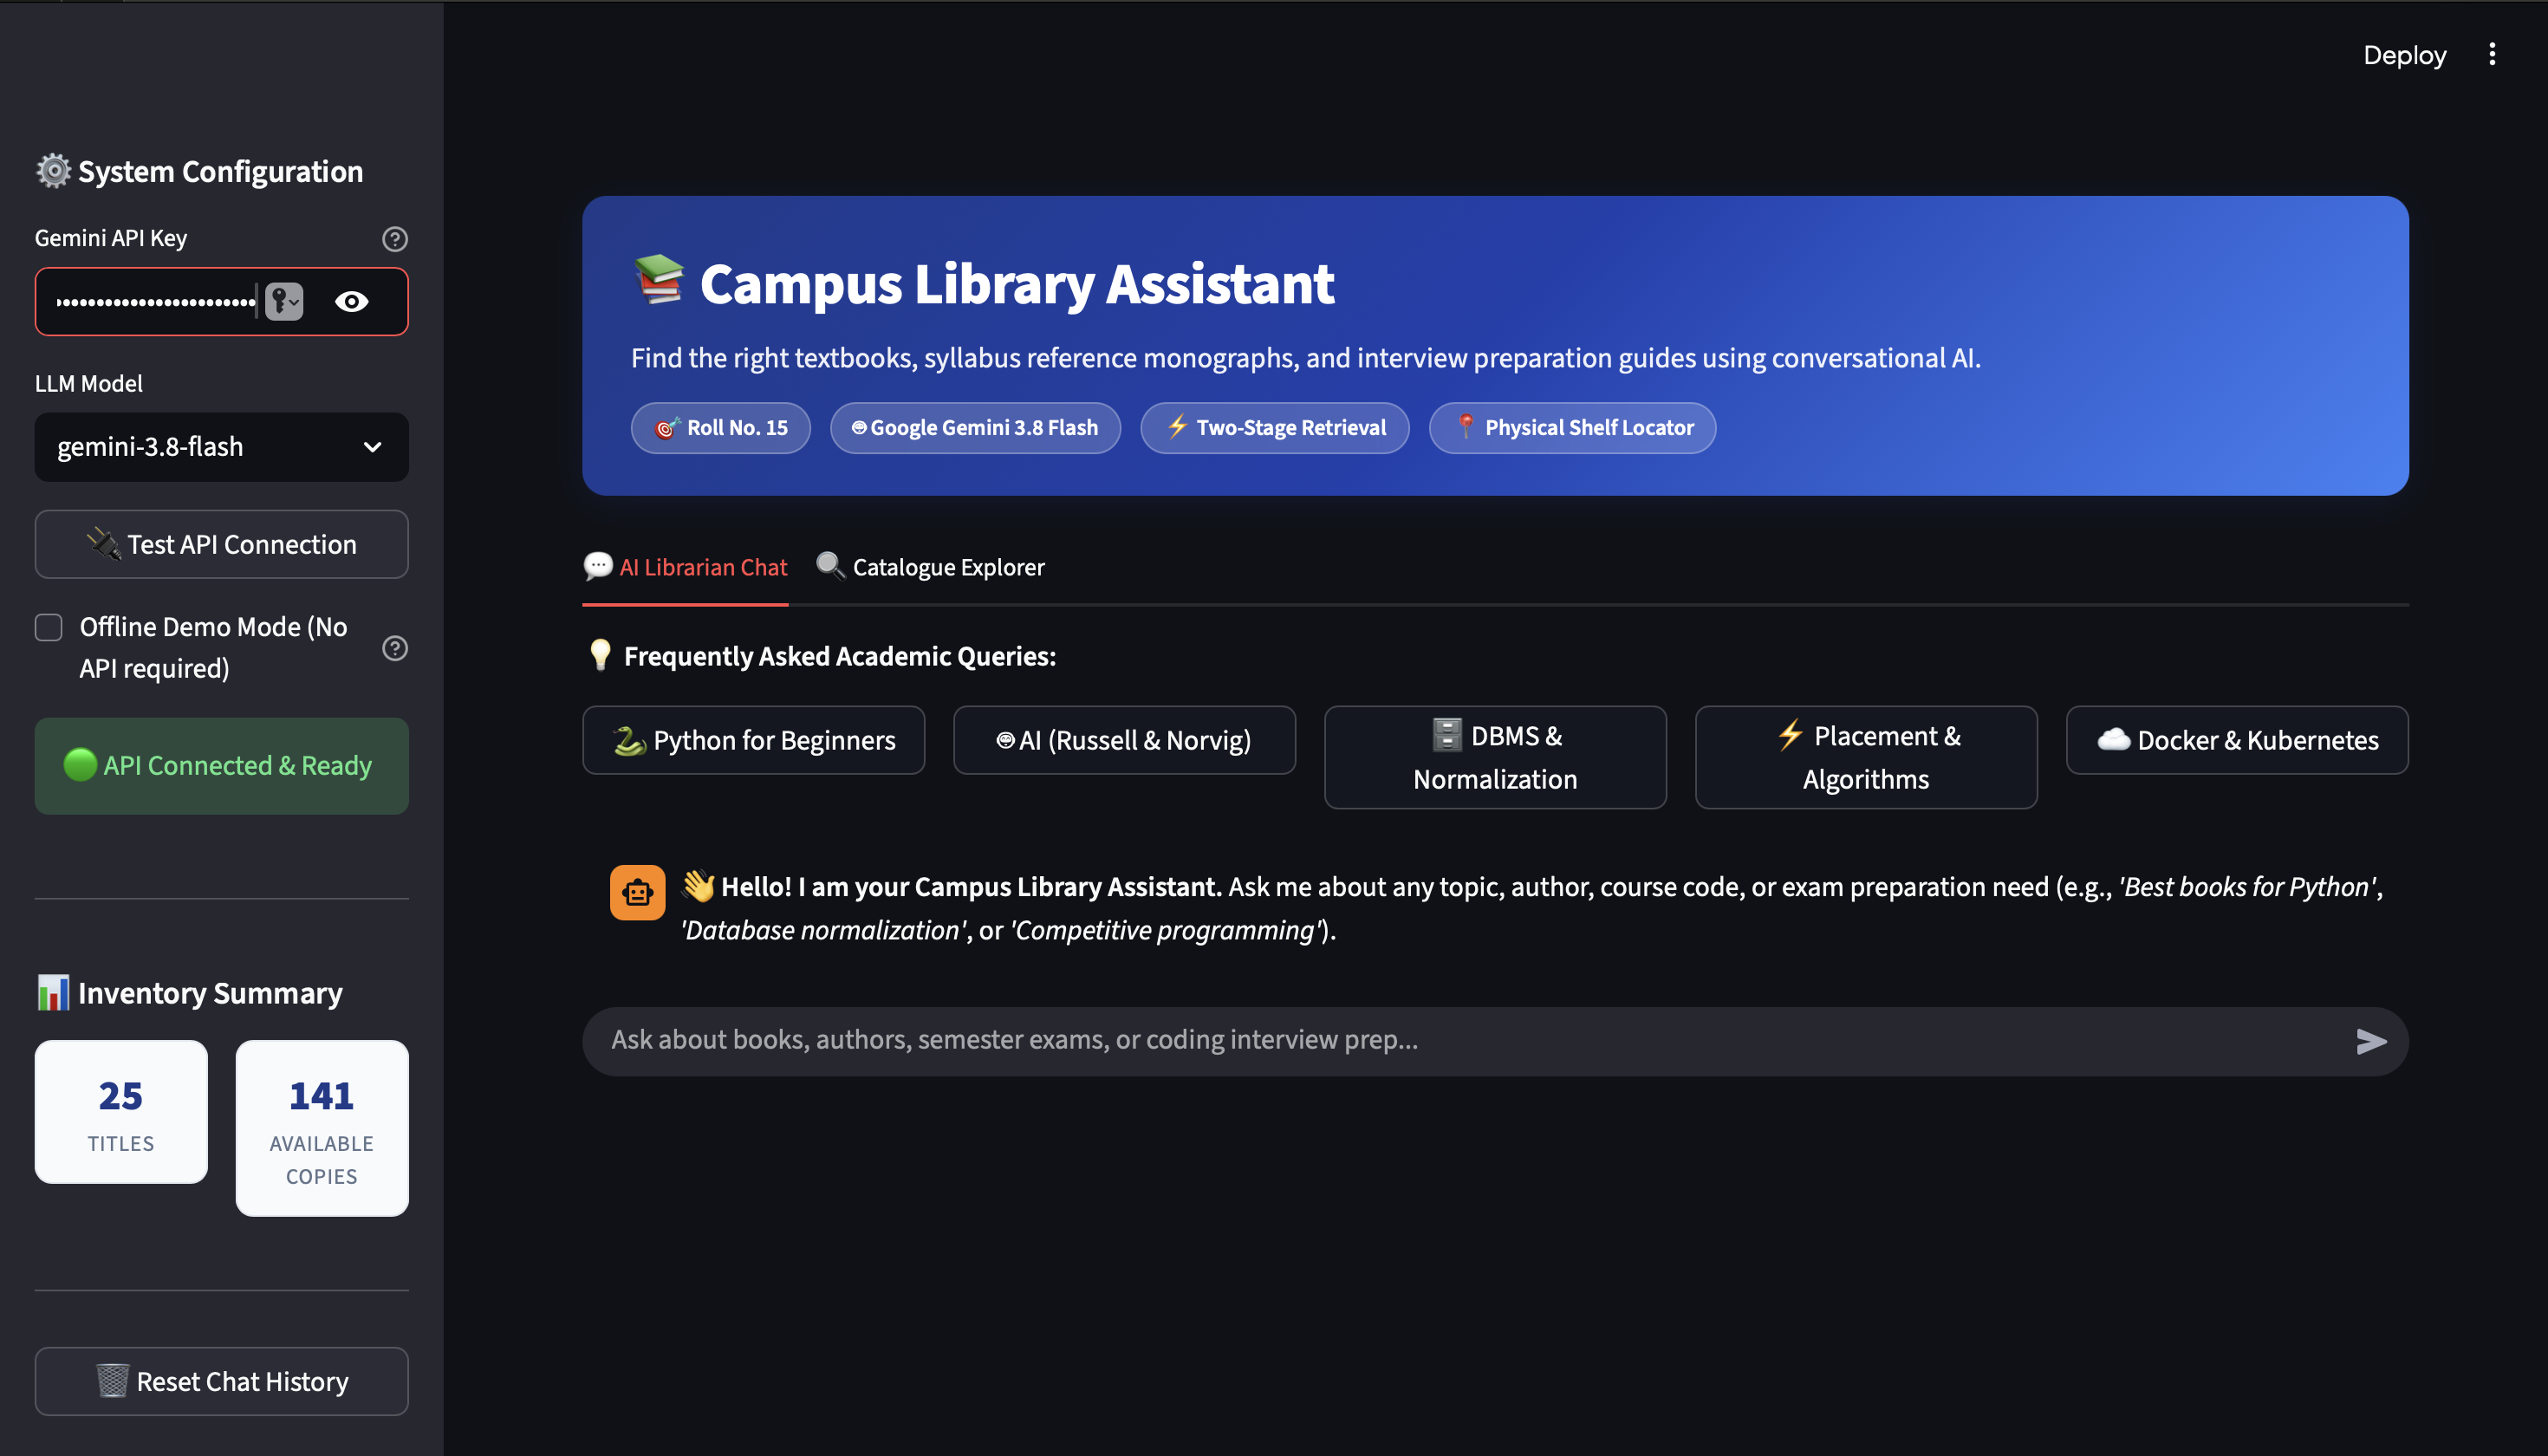 Deploy
⚙️ System Configuration
Gemini API Key
LLM Model
gemini-3.8-flash
🔌 Test API Connection
Offline Demo Mode (No
API required)
🟢 API Connected & Ready
📊 Inventory Summary
25
TITLES
141
AVAILABLE
COPIES
🗑️ Reset Chat History
📚 Campus Library Assistant
Find the right textbooks, syllabus reference monographs, and interview preparation guides using conversational AI.
🎯 Roll No. 15
Google Gemini 3.8 Flash
⚡ Two-Stage Retrieval
📍 Physical Shelf Locator
💬 AI Librarian Chat
🔍 Catalogue Explorer
💡 Frequently Asked Academic Queries:
🐍 Python for Beginners
AI (Russell & Norvig)
🗄️ DBMS &
Normalization
⚡ Placement &
Algorithms
☁️ Docker & Kubernetes
👋 Hello! I am your Campus Library Assistant. Ask me about any topic, author, course code, or exam preparation need (e.g., 'Best books for Python',
'Database normalization', or 'Competitive programming').
Ask about books, authors, semester exams, or coding interview prep...